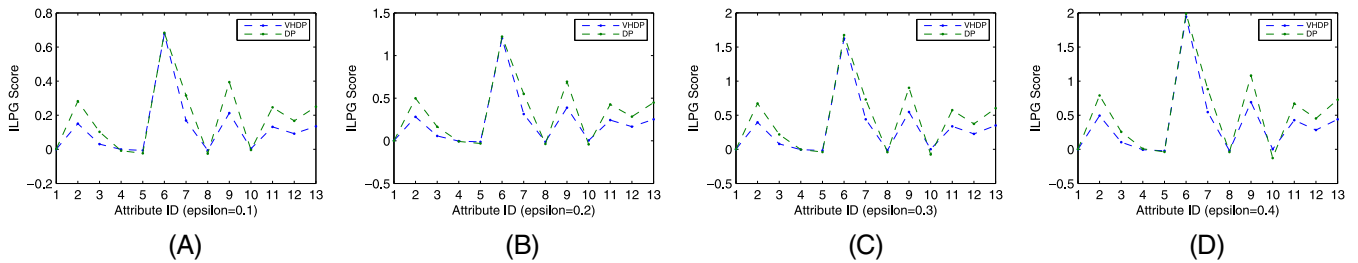 0.8
0.6
0.4
0.2
0
−0.2
ILPG Score
VHDP
DP
1 2 3 4 5 6 7 8 9 10 11 12 13
Attribute ID (epsilon=0.1)
(A)
1.5
1
0.5
0
−0.5
ILPG Score
VHDP
DP
1 2 3 4 5 6 7 8 9 10 11 12 13
Attribute ID (epsilon=0.2)
(B)
2
1.5
1
0.5
0
−0.5
ILPG Score
VHDP
DP
1 2 3 4 5 6 7 8 9 10 11 12 13
Attribute ID (epsilon=0.3)
(C)
2
1.5
1
0.5
0
−0.5
ILPG Score
VHDP
DP
1 2 3 4 5 6 7 8 9 10 11 12 13
Attribute ID (epsilon=0.4)
(D)